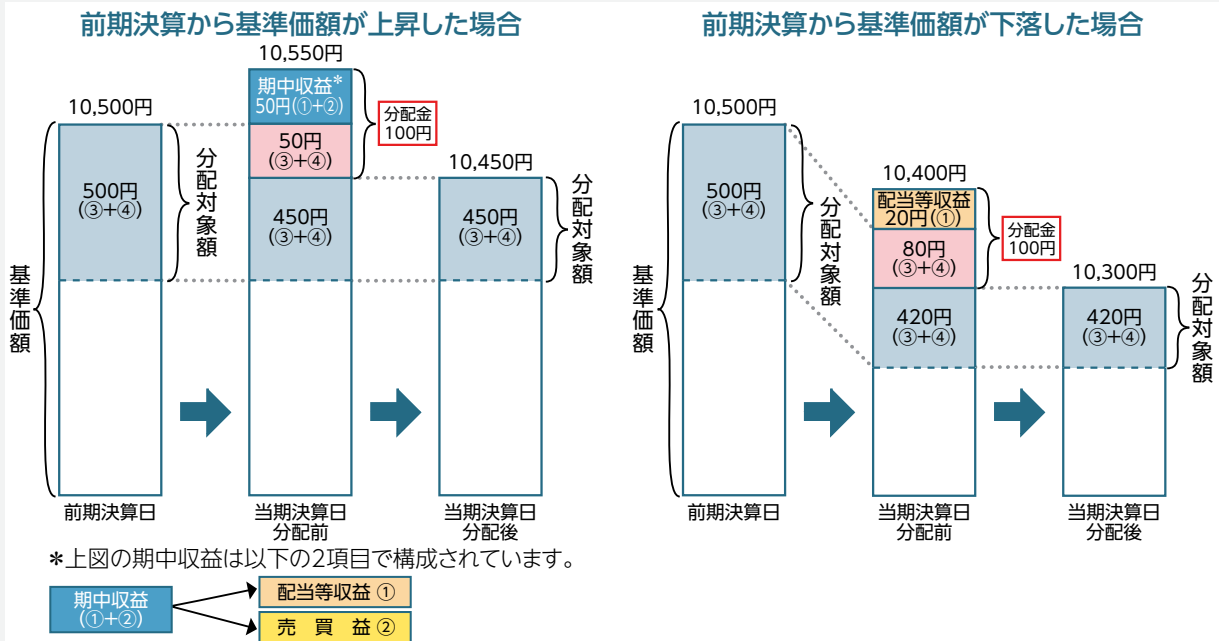 前期決算から基準価額が上昇した場合
10,500円
500円
(③+④)
分配対象額
基準価額
前期決算日
10,550円
期中収益*
50円(①+②)
50円
(③+④)
450円
(③+④)
分配金
100円
当期決算日
分配前
10,450円
450円
(③+④)
分配対象額
当期決算日
分配後
*上図の期中収益は以下の2項目で構成されています。
期中収益
(①+②)
配当等収益 ①
売 買 益 ②
前期決算から基準価額が下落した場合
10,500円
500円
(③+④)
分配対象額
基準価額
前期決算日
10,400円
配当等収益
20円(①)
80円
(③+④)
420円
(③+④)
分配金
100円
当期決算日
分配前
10,300円
420円
(③+④)
分配対象額
当期決算日
分配後